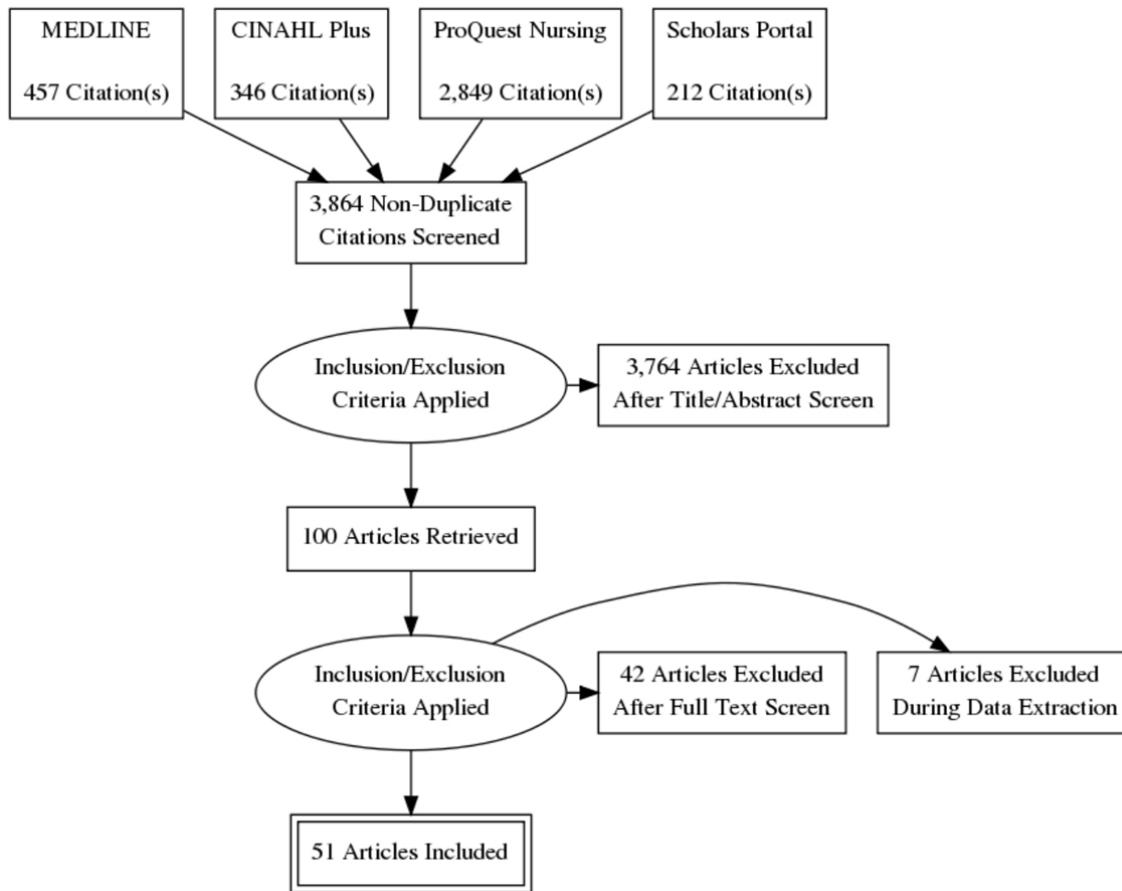 MEDLINE
457 Citation(s)
CINAHL Plus
346 Citation(s)
ProQuest Nursing
2,849 Citation(s)
Scholars Portal
212 Citation(s)
3,864 Non-Duplicate
Citations Screened
Inclusion/Exclusion
Criteria Applied
3,764 Articles Excluded
After Title/Abstract Screen
100 Articles Retrieved
Inclusion/Exclusion
Criteria Applied
42 Articles Excluded
After Full Text Screen
7 Articles Excluded
During Data Extraction
51 Articles Included